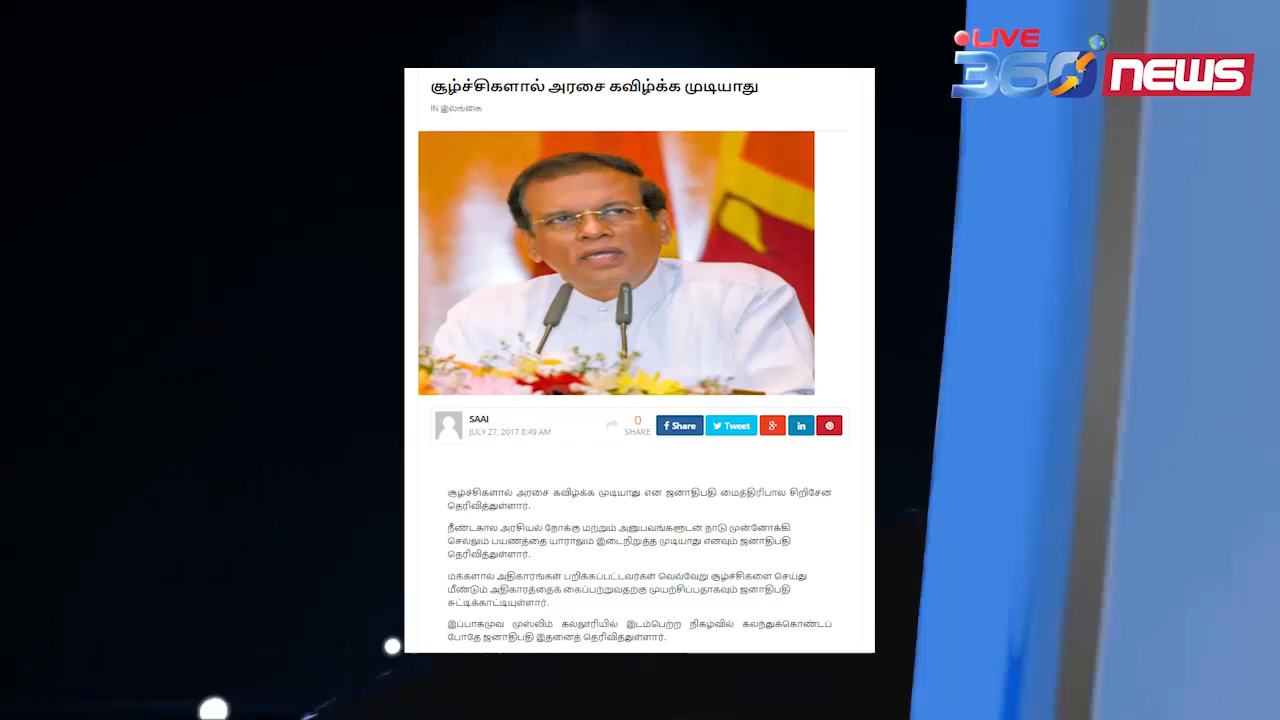 LIVE
360 NEWS
சூழ்ச்சிகளால் அரசை கவிழ்க்க முடியாது
IN இலங்கை
SAAI
JULY 27, 2017 8:49 AM
0
SHARE
Share
Tweet
சூழ்ச்சிகளால் அரசை கவிழ்க்க முடியாது என ஜனாதிபதி மைத்திரிபால சிறிசேன
தெரிவித்துள்ளார்.
நீண்டகால அரசியல் நோக்கு மற்றும் அனுபவங்களுடன் நாடு முன்னோக்கி
செல்லும் பயணத்தை யாராலும் இடைநிறுத்த முடியாது எனவும் ஜனாதிபதி
தெரிவித்துள்ளார்.
மக்களால் அதிகாரங்கள் பறிக்கப்பட்டவர்கள் வெவ்வேறு சூழ்ச்சிகளை செய்து
மீண்டும் அதிகாரத்தைக் கைப்பற்றுவதற்கு முயற்சிப்பதாகவும் ஜனாதிபதி
சுட்டிக்காட்டியுள்ளார்.
இப்பாகமுவ முஸ்லிம் கல்லூரியில் இடம்பெற்ற நிகழ்வில் கலந்துக்கொண்டப்
போதே ஜனாதிபதி இதனைத் தெரிவித்துள்ளார்.